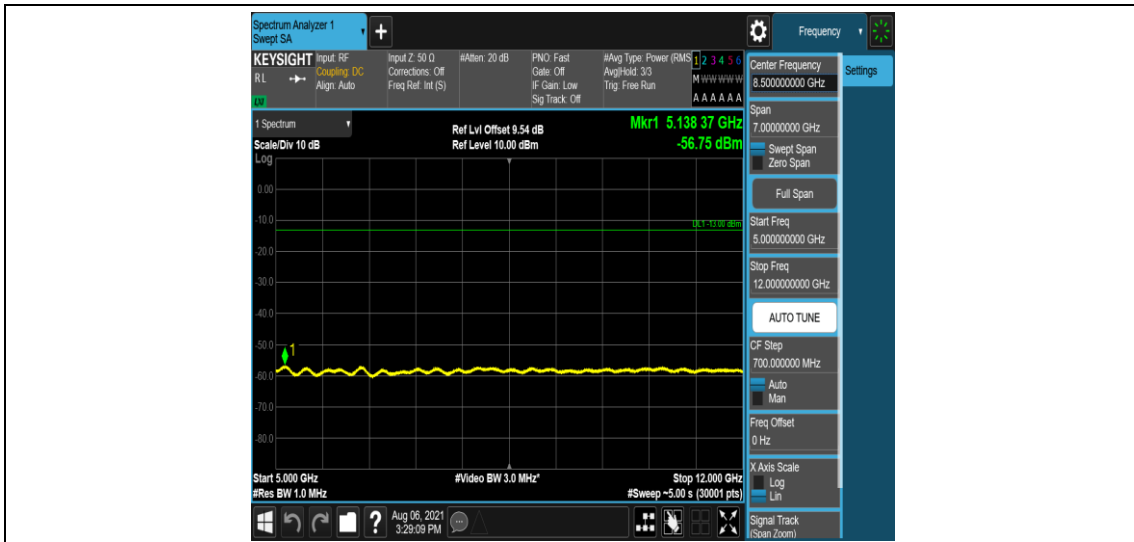 Spectrum Analyzer 1
Swept SA
+
Frequency
KEYSIGHT
RL
LM
Input: RF
Coupling: DC
Align: Auto
Input Z: 50 Ω
Corrections: Off
Freq Ref: Int (S)
#Atten: 20 dB
PNO: Fast
Gate: Off
IF Gain: Low
Sig Track: Off
#Avg Type: Power (RMS
Avg|Hold: 3/3
Trig: Free Run
1 2 3 4 5 6
M W W W W W
A A A A A A
1 Spectrum
Scale/Div 10 dB
Ref Lvl Offset 9.54 dB
Ref Level 10.00 dBm
Mkr1 5.138 37 GHz
-56.75 dBm
Log
0.00
-10.0
-20.0
-30.0
-40.0
-50.0
-60.0
-70.0
-80.0
DL1 -13.00 dBm
1
Start 5.000 GHz
#Res BW 1.0 MHz
#Video BW 3.0 MHz*
Stop 12.000 GHz
#Sweep ~5.00 s (30001 pts)
Center Frequency
8.500000000 GHz
Settings
Span
7.00000000 GHz
Swept Span
Zero Span
Full Span
Start Freq
5.000000000 GHz
Stop Freq
12.000000000 GHz
AUTO TUNE
CF Step
700.000000 MHz
Auto
Man
Freq Offset
0 Hz
X Axis Scale
Log
Lin
Signal Track
(Span Zoom)
?
Aug 06, 2021
3:29:09 PM